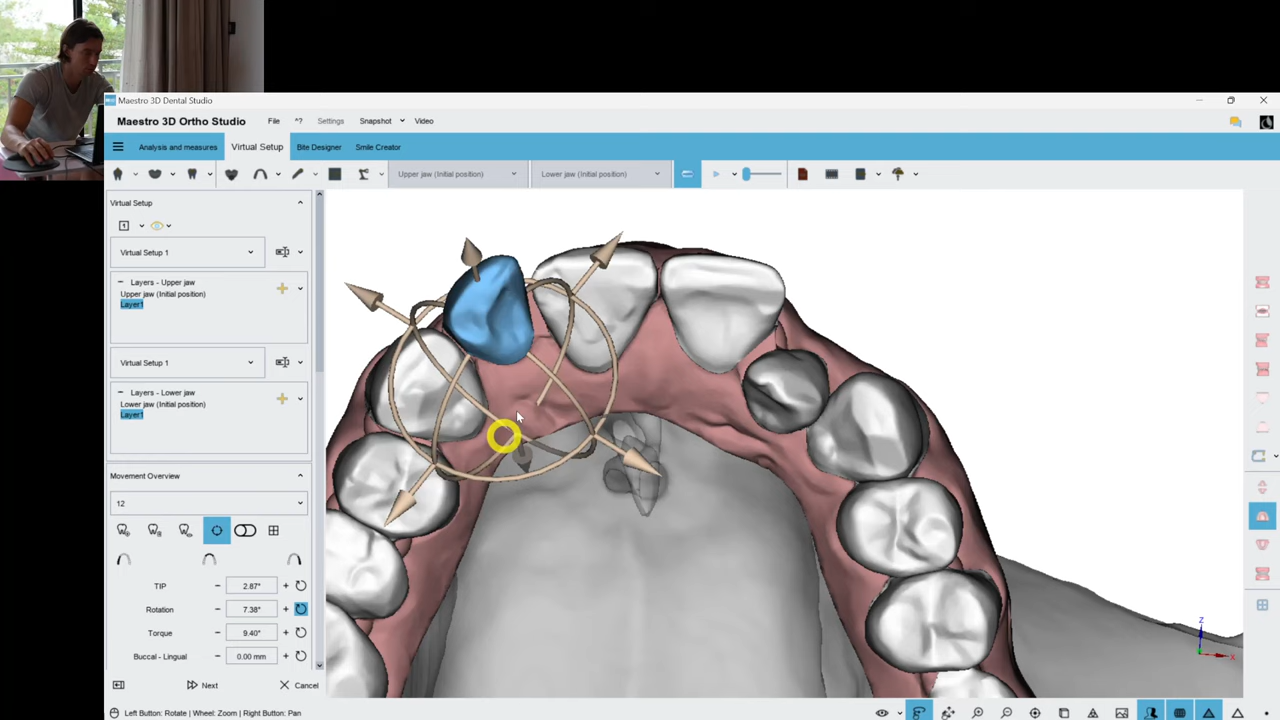 Maestro 3D Dental Studio
Maestro 3D Ortho Studio File ^? Settings Snapshot Video
Analysis and measures Virtual Setup Bite Designer Smile Creator
Upper jaw (Initial position) Lower jaw (Initial position)
Virtual Setup
1
Virtual Setup 1
Layers - Upper jaw
Upper jaw (Initial position)
Layer1
Virtual Setup 1
Layers - Lower jaw
Lower jaw (Initial position)
Layer1
Movement Overview
12
TIP - 2.87° +
Rotation - 7.38° +
Torque - 9.40° +
Buccal - Lingual - 0.00 mm +
Next Cancel
Z
X
Left Button: Rotate | Wheel: Zoom | Right Button: Pan